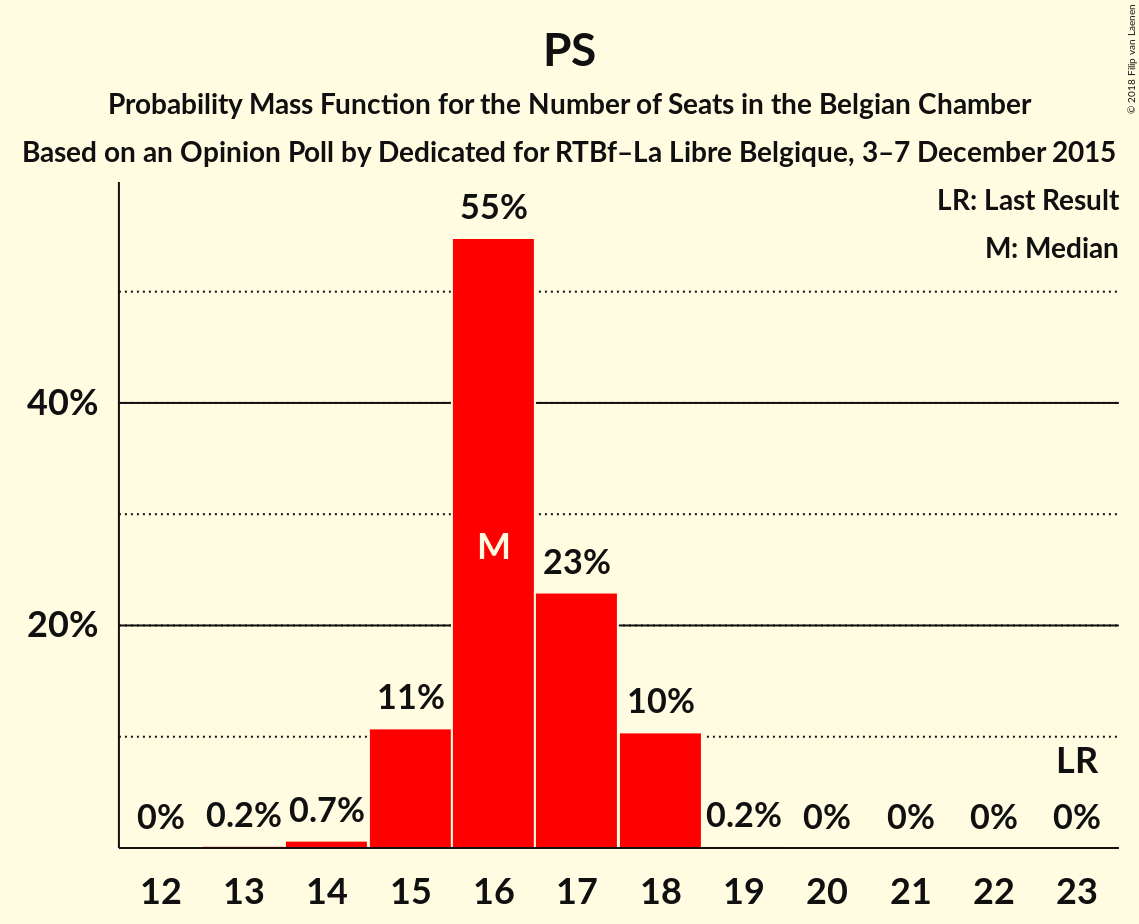 PS
Probability Mass Function for the Number of Seats in the Belgian Chamber
Based on an Opinion Poll by Dedicated for RTBf–La Libre Belgique, 3–7 December 2015
© 2018 Filip van Laenen
LR: Last Result
M: Median
55%
40%
M
23%
20%
11%
10%
LR
0%
0.2%
0.7%
0.2%
0%
0%
0%
0%
12 13 14 15 16 17 18 19 20 21 22 23